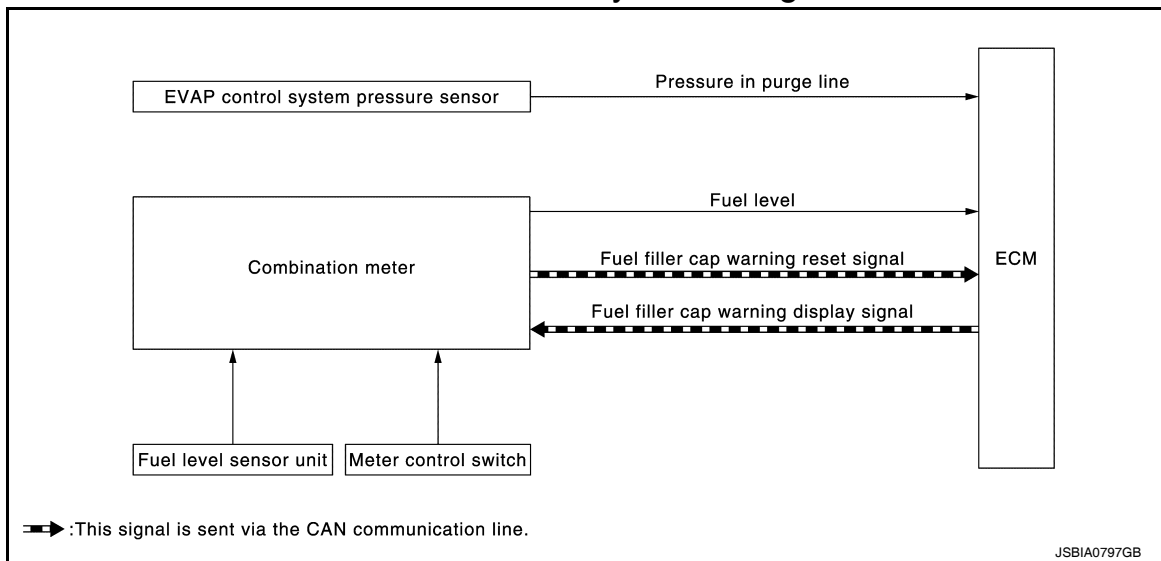 EVAP control system pressure sensor
Pressure in purge line
Combination meter
Fuel level
Fuel filler cap warning reset signal
Fuel filler cap warning display signal
ECM
Fuel level sensor unit
Meter control switch
:This signal is sent via the CAN communication line.
JSBIA0797GB